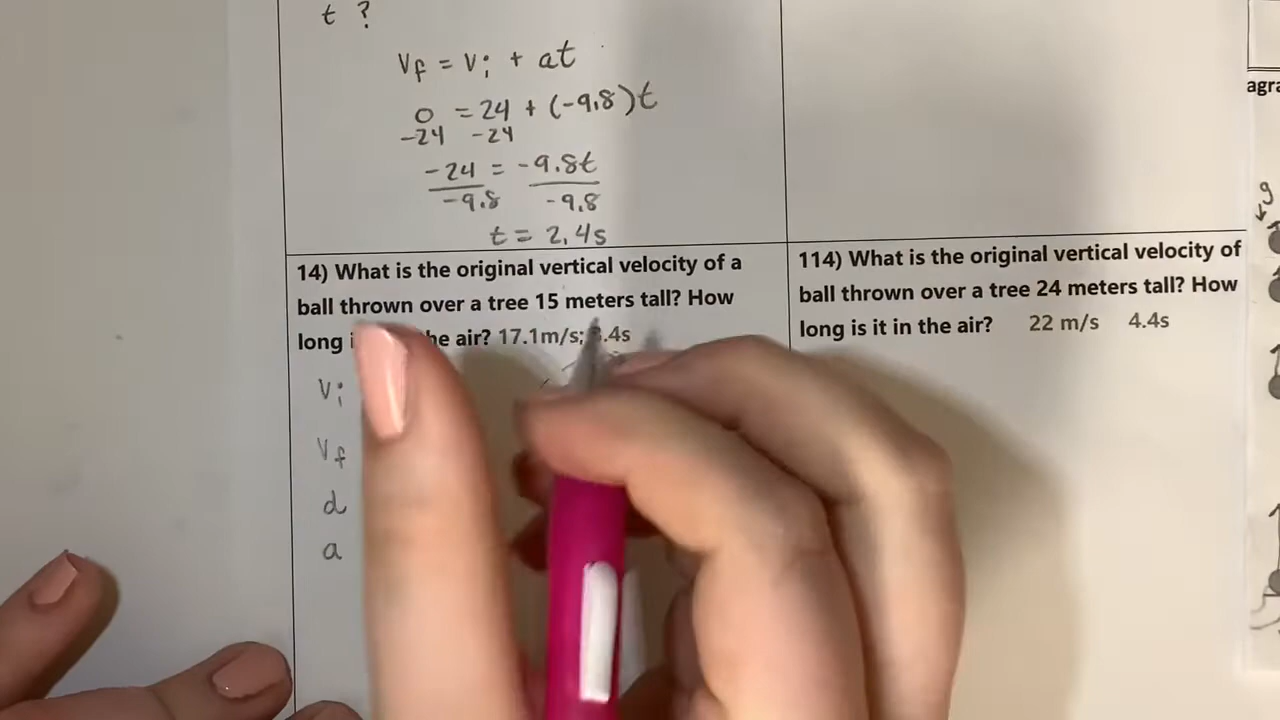 t ?
Vf = Vi + at
0 = 24 + (-9.8)t
-24 -24
-24 = -9.8t
-9.8 -9.8
t = 2.4s
14) What is the original vertical velocity of a
ball thrown over a tree 15 meters tall? How
long the air? 17.1m/s; .4s
Vi
Vf
d
a
114) What is the original vertical velocity of
ball thrown over a tree 24 meters tall? How
long is it in the air? 22 m/s 4.4s
g